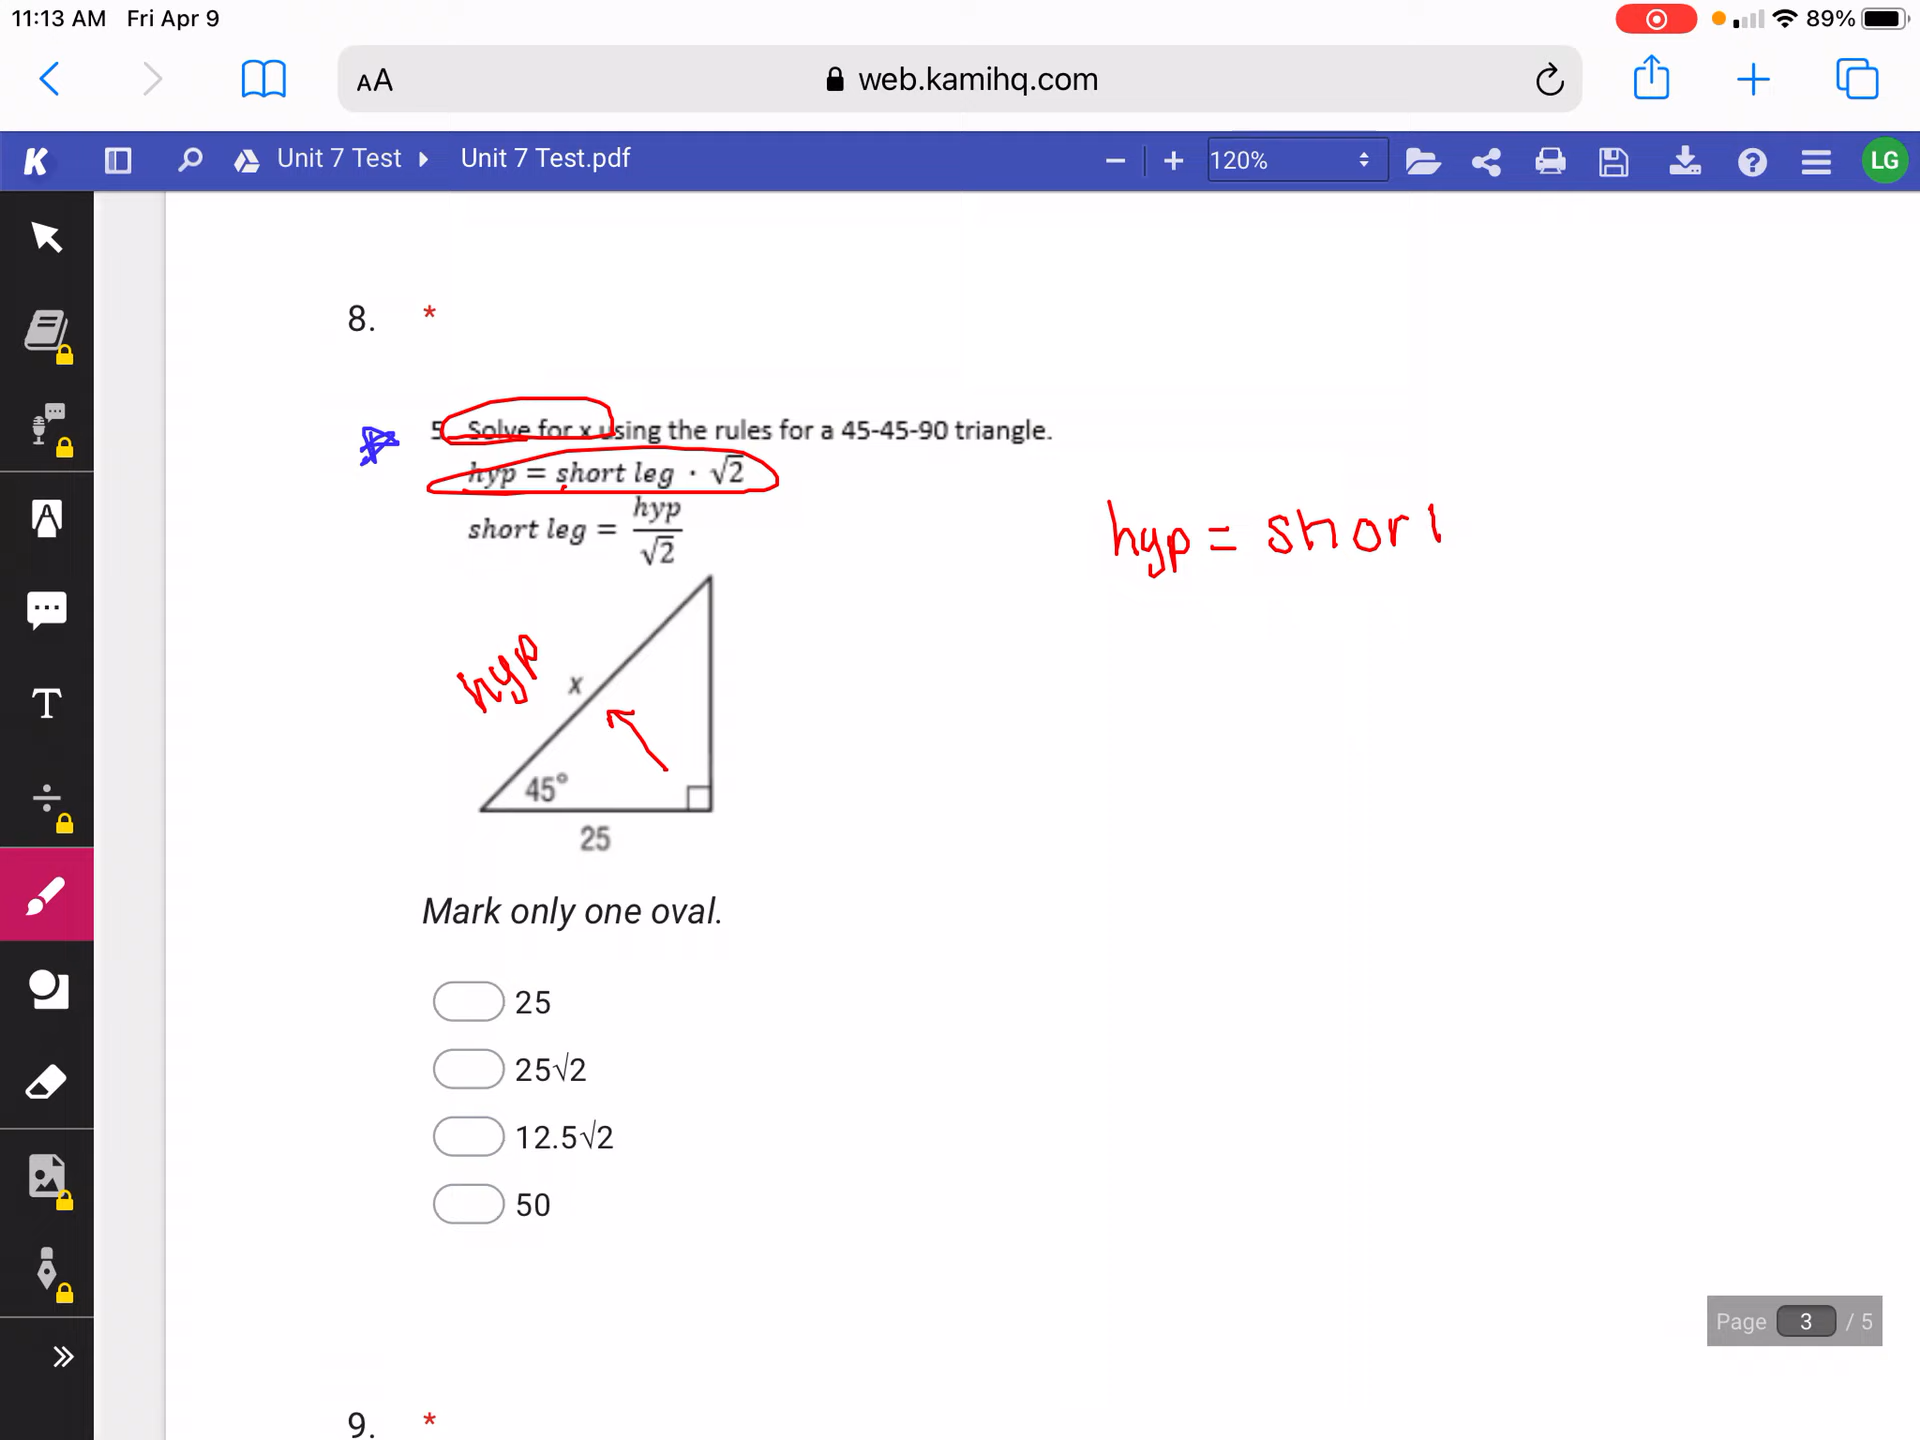 11:13 AM Fri Apr 9
89%
AA web.kamihq.com
K Unit 7 Test Unit 7 Test.pdf 120% LG
8. *
5 Solve for x using the rules for a 45-45-90 triangle.
hyp = short leg · √2
short leg = hyp/√2
hyp = shor
hyp
x
45°
25
Mark only one oval.
25
25√2
12.5√2
50
Page 3 / 5
9. *